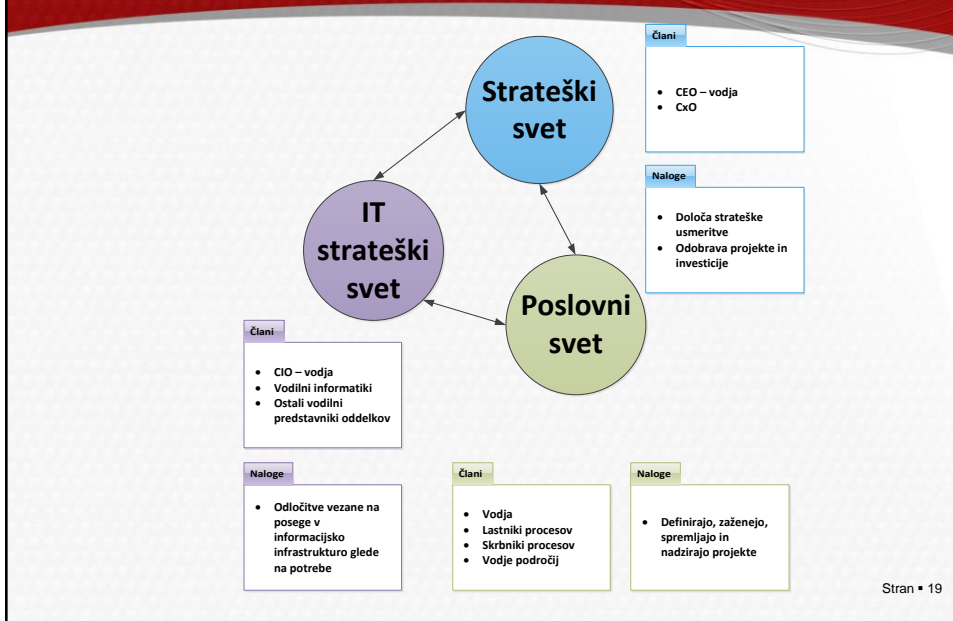 Strateški
svet
Člani
• CEO – vodja
• CxO
Naloge
• Določa strateške
usmeritve
• Odobrava projekte in
investicije
IT
strateški
svet
Poslovni
svet
Člani
• CIO – vodja
• Vodilni informatiki
• Ostali vodilni
predstavniki oddelkov
Naloge
• Odločitve vezane na
posege v
informacijsko
infrastrukturo glede
na potrebe
Člani
• Vodja
• Lastniki procesov
• Skrbniki procesov
• Vodje področij
Naloge
• Definirajo, zaženejo,
spremljajo in
nadzirajo projekte
Stran ▪ 19